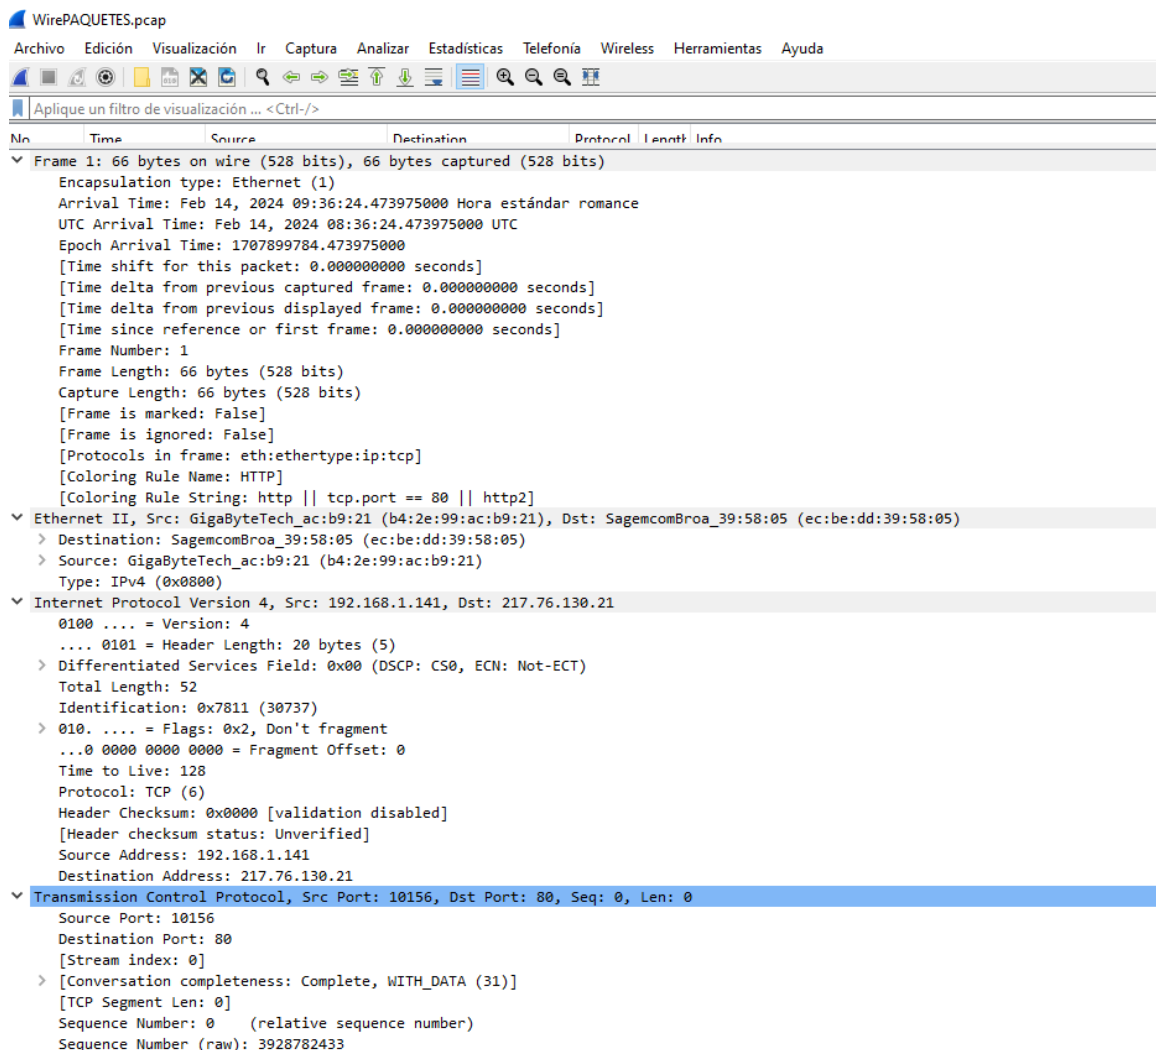 WirePAQUETES.pcap
Archivo Edición Visualización Ir Captura Analizar Estadísticas Telefonía Wireless Herramientas Ayuda
Aplique un filtro de visualización ... <Ctrl-/>
No. Time Source Destination Protocol Length Info
Frame 1: 66 bytes on wire (528 bits), 66 bytes captured (528 bits)
Encapsulation type: Ethernet (1)
Arrival Time: Feb 14, 2024 09:36:24.473975000 Hora estándar romance
UTC Arrival Time: Feb 14, 2024 08:36:24.473975000 UTC
Epoch Arrival Time: 1707899784.473975000
[Time shift for this packet: 0.000000000 seconds]
[Time delta from previous captured frame: 0.000000000 seconds]
[Time delta from previous displayed frame: 0.000000000 seconds]
[Time since reference or first frame: 0.000000000 seconds]
Frame Number: 1
Frame Length: 66 bytes (528 bits)
Capture Length: 66 bytes (528 bits)
[Frame is marked: False]
[Frame is ignored: False]
[Protocols in frame: eth:ethertype:ip:tcp]
[Coloring Rule Name: HTTP]
[Coloring Rule String: http || tcp.port == 80 || http2]
Ethernet II, Src: GigaByteTech_ac:b9:21 (b4:2e:99:ac:b9:21), Dst: SagemcomBroa_39:58:05 (ec:be:dd:39:58:05)
Destination: SagemcomBroa_39:58:05 (ec:be:dd:39:58:05)
Source: GigaByteTech_ac:b9:21 (b4:2e:99:ac:b9:21)
Type: IPv4 (0x0800)
Internet Protocol Version 4, Src: 192.168.1.141, Dst: 217.76.130.21
0100 .... = Version: 4
.... 0101 = Header Length: 20 bytes (5)
Differentiated Services Field: 0x00 (DSCP: CS0, ECN: Not-ECT)
Total Length: 52
Identification: 0x7811 (30737)
010. .... = Flags: 0x2, Don't fragment
...0 0000 0000 0000 = Fragment Offset: 0
Time to Live: 128
Protocol: TCP (6)
Header Checksum: 0x0000 [validation disabled]
[Header checksum status: Unverified]
Source Address: 192.168.1.141
Destination Address: 217.76.130.21
Transmission Control Protocol, Src Port: 10156, Dst Port: 80, Seq: 0, Len: 0
Source Port: 10156
Destination Port: 80
[Stream index: 0]
[Conversation completeness: Complete, WITH_DATA (31)]
[TCP Segment Len: 0]
Sequence Number: 0 (relative sequence number)
Sequence Number (raw): 3928782433